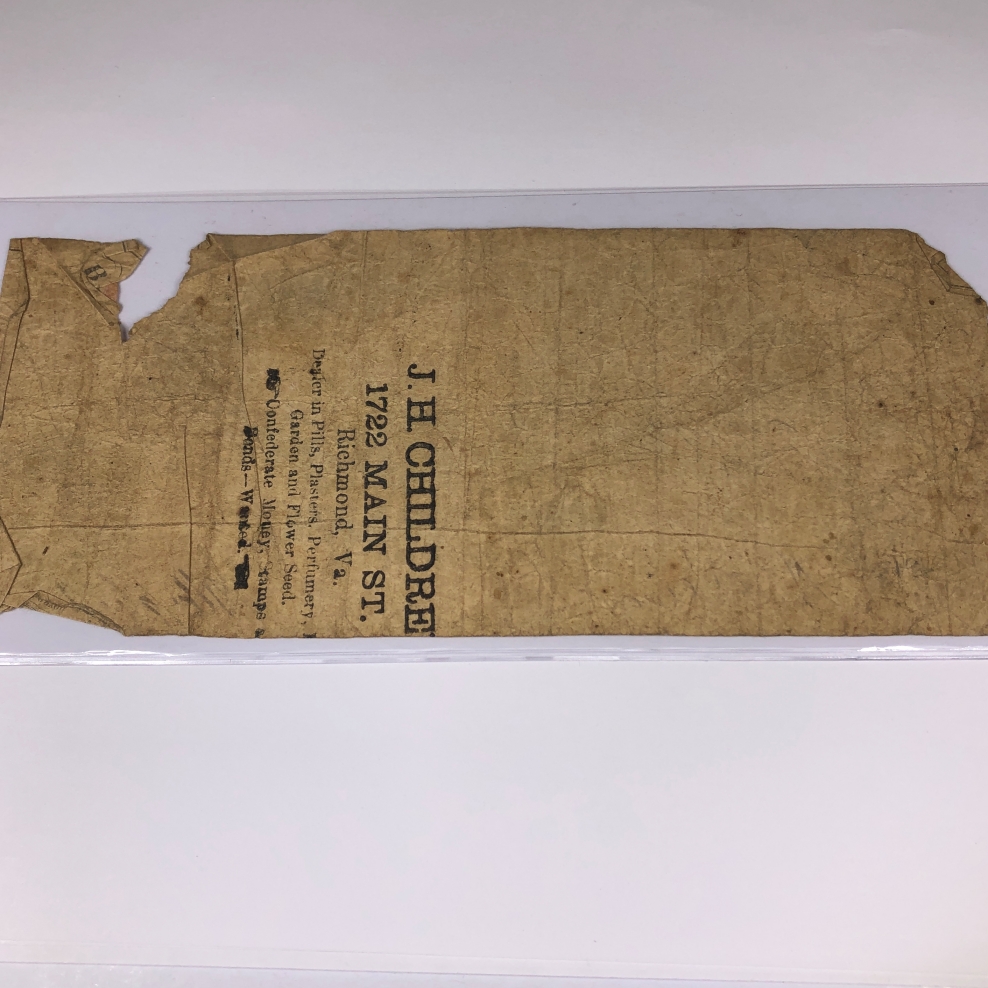 J. H. CHILDRE
1722 MAIN ST.
Richmond, Va.
Dealer in Pills, Plasters, Perfumery,
Garden and Flower Seed.
Confederate Money, Stamps &
Bonds—Wanted.
B